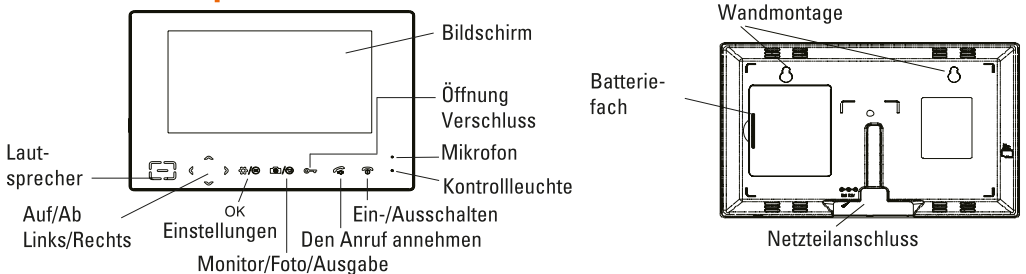 Bildschirm
Öffnung
Verschluss
Mikrofon
Kontrollleuchte
Laut-
sprecher
Auf/Ab
Links/Rechts
OK
Einstellungen
Ein-/Ausschalten
Den Anruf annehmen
Monitor/Foto/Ausgabe
Wandmontage
Batterie-
fach
Netzteilanschluss